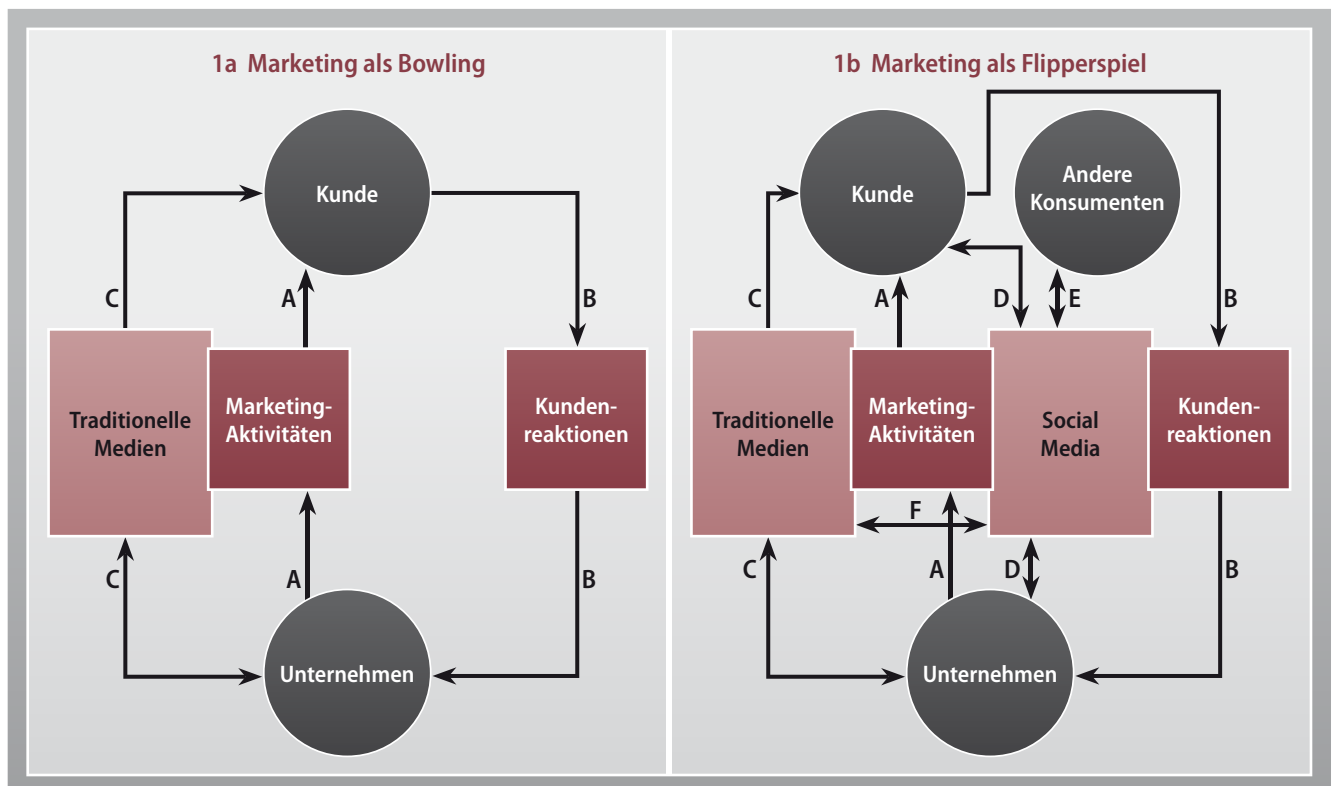 1a Marketing als Bowling
Kunde
C
A
B
Traditionelle
Medien
Marketing-
Aktivitäten
Kunden-
reaktionen
C
A
B
Unternehmen
1b Marketing als Flipperspiel
Kunde
Andere
Konsumenten
C
A
D
E
B
Traditionelle
Medien
Marketing-
Aktivitäten
Social
Media
Kunden-
reaktionen
F
C
A
D
B
Unternehmen